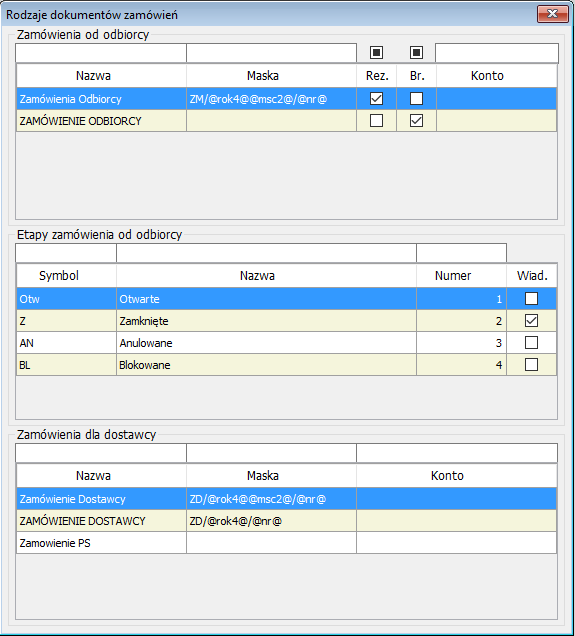 Rodzaje dokumentów zamówień
Zamówienia od odbiorcy
Nazwa Maska Rez. Br. Konto
Zamówienia Odbiorcy ZM/@rok4@@msc2@/@nr@
ZAMÓWIENIE ODBIORCY
Etapy zamówienia od odbiorcy
Symbol Nazwa Numer Wiad.
Otw Otwarte 1
Z Zamknięte 2
AN Anulowane 3
BL Blokowane 4
Zamówienia dla dostawcy
Nazwa Maska Konto
Zamówienie Dostawcy ZD/@rok4@@msc2@/@nr@
ZAMÓWIENIE DOSTAWCY ZD/@rok4@/@nr@
Zamowienie PS